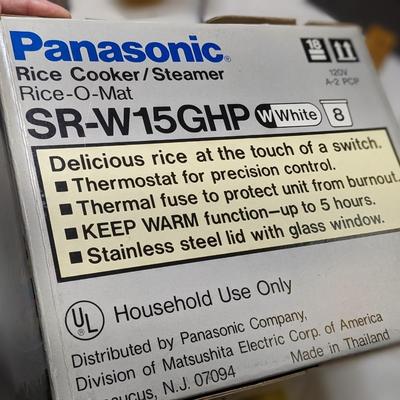 Panasonic®
Rice Cooker/Steamer
Rice-O-Mat
SR-W15GHP W White 8
18
120V
A-2 PCP
Delicious rice at the touch of a switch.
■ Thermostat for precision control.
■ Thermal fuse to protect unit from burnout.
■ KEEP WARM function—up to 5 hours.
■ Stainless steel lid with glass window.
UL
Household Use Only
Distributed by Panasonic Company,
Division of Matsushita Electric Corp. of America
N.J. 07094 Made in Thailand